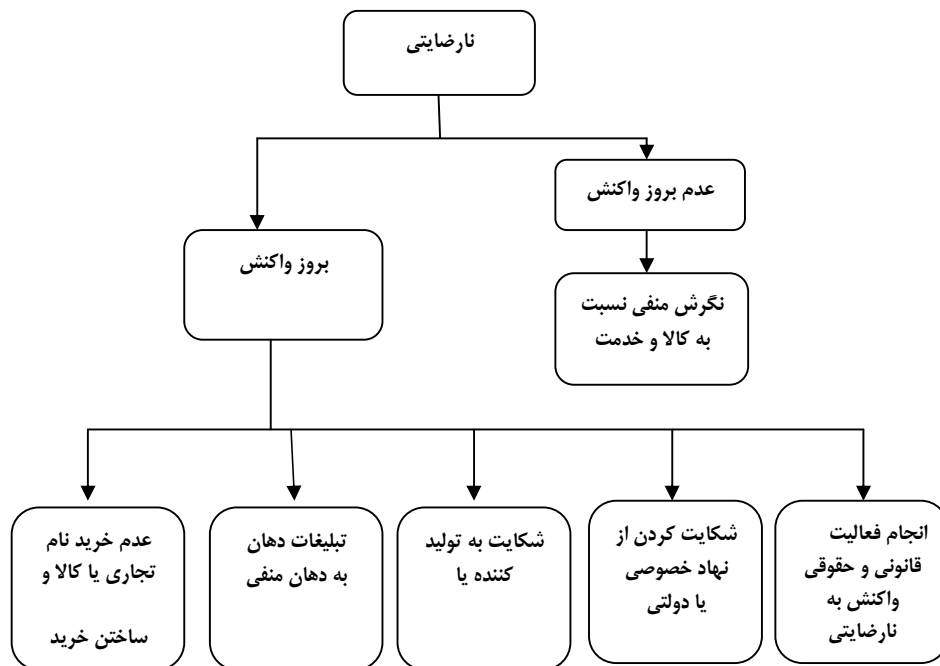 نارضایتی
عدم بروز واکنش
بروز واکنش
نگرش منفی نسبت
به کالا و خدمت
انجام فعالیت
قانونی و حقوقی
واکنش به
نارضایتی
شکایت کردن از
نهاد خصوصی
یا دولتی
شکایت به تولید
کننده یا
تبلیغات دهان
به دهان منفی
عدم خرید نام
تجاری یا کالا و
ساختن خرید